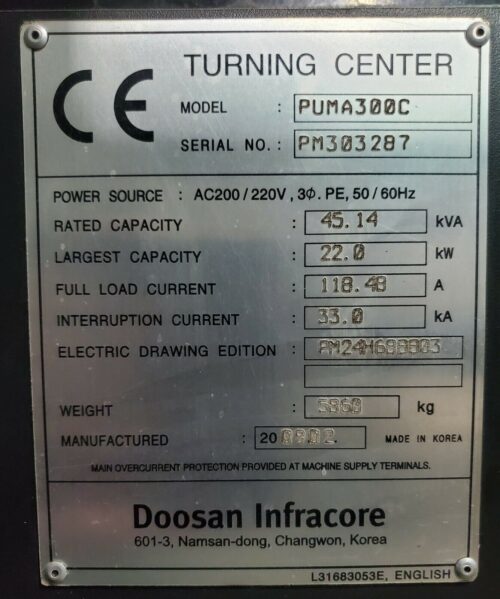 CE
TURNING CENTER
MODEL : PUMA300C
SERIAL NO. : PM303287
POWER SOURCE : AC200/220V, 3Φ. PE, 50/60Hz
RATED CAPACITY : 45.14 kVA
LARGEST CAPACITY : 22.0 kW
FULL LOAD CURRENT : 118.48 A
INTERRUPTION CURRENT : 33.0 kA
ELECTRIC DRAWING EDITION :
WEIGHT : kg
MANUFACTURED : 20 0802. MADE IN KOREA
MAIN OVERCURRENT PROTECTION PROVIDED AT MACHINE SUPPLY TERMINALS.
Doosan Infracore
601-3, Namsan-dong, Changwon, Korea
L31683053E, ENGLISH